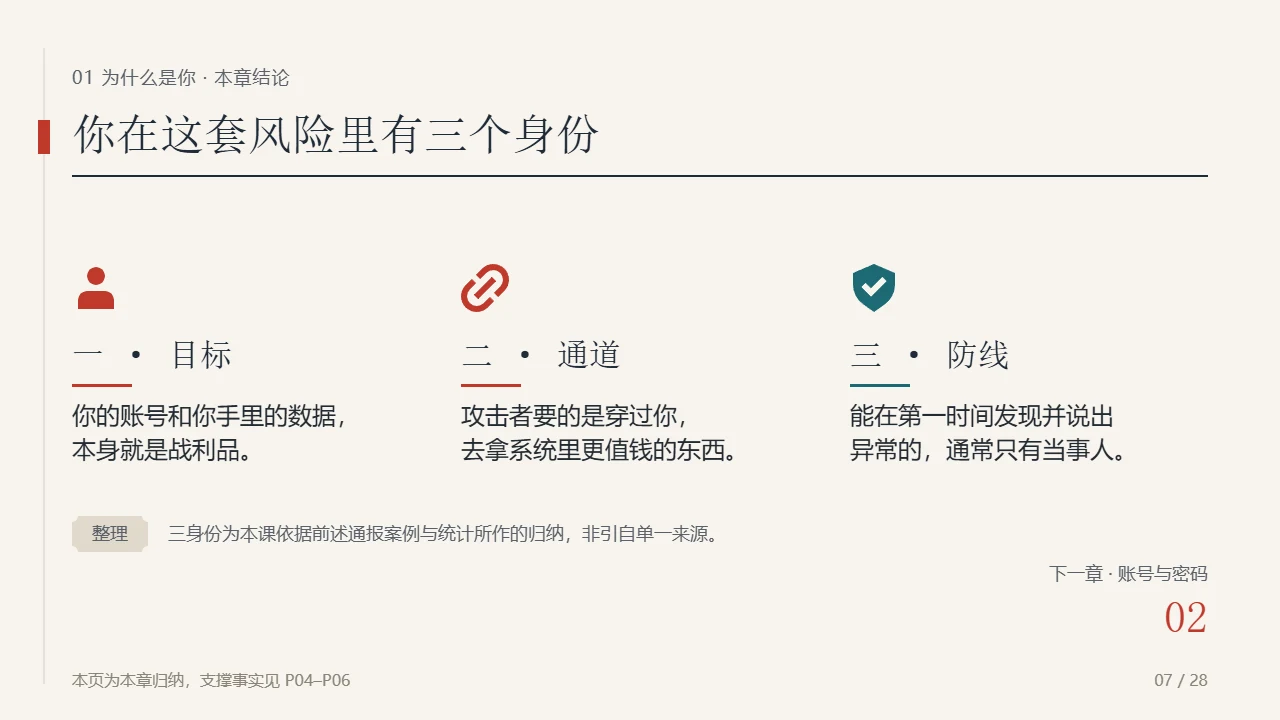 01 为什么是你 · 本章结论
你在这套风险里有三个身份
一 · 目标
你的账号和你手里的数据，
本身就是战利品。
二 · 通道
攻击者要的是穿过你，
去拿系统里更值钱的东西。
三 · 防线
能在第一时间发现并说出
异常的，通常只有当事人。
整理 三身份为本课依据前述通报案例与统计所作的归纳，非引自单一来源。
下一章 · 账号与密码
02
本页为本章归纳，支撑事实见 P04–P06
07 / 28